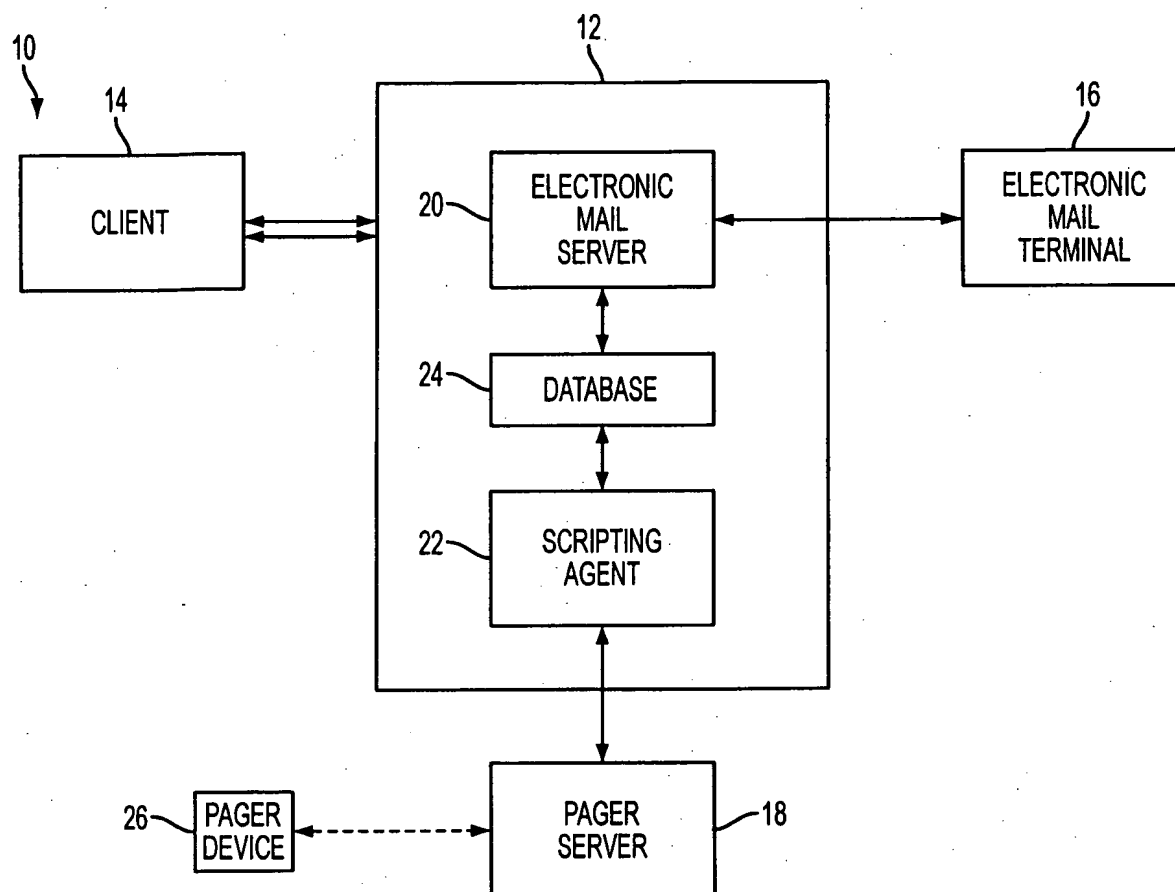 10
14
CLIENT
12
20
ELECTRONIC
MAIL
SERVER
16
ELECTRONIC
MAIL
TERMINAL
24
DATABASE
22
SCRIPTING
AGENT
26
PAGER
DEVICE
PAGER
SERVER
18